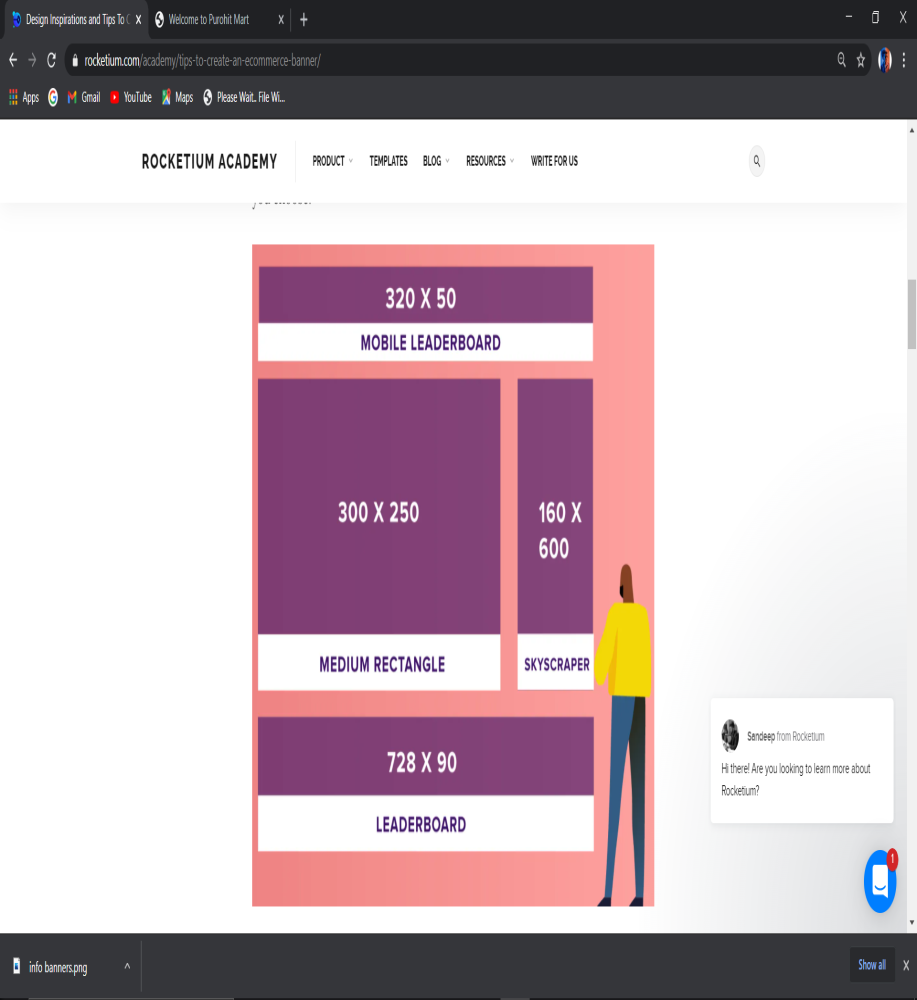 Design Inspirations and Tips To C
Welcome to Purohit Mart
rocketium.com/academy/tips-to-create-an-ecommerce-banner/
Apps
Gmail
YouTube
Maps
Please Wait.. File Wi...
ROCKETIUM ACADEMY
PRODUCT
TEMPLATES
BLOG
RESOURCES
WRITE FOR US
320 X 50
MOBILE LEADERBOARD
300 X 250
MEDIUM RECTANGLE
160 X
600
SKYSCRAPER
728 X 90
LEADERBOARD
Sandeep from Rocketium
Hi there! Are you looking to learn more about
Rocketium?
1
info banners.png
Show all